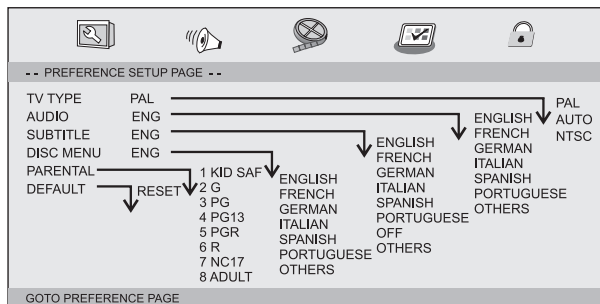 - - PREFERENCE SETUP PAGE - -
TV TYPE PAL
AUDIO ENG
SUBTITLE ENG
DISC MENU ENG
PARENTAL
DEFAULT RESET
1 KID SAF
2 G
3 PG
4 PG13
5 PGR
6 R
7 NC17
8 ADULT
ENGLISH
FRENCH
GERMAN
ITALIAN
SPANISH
PORTUGUESE
OTHERS
ENGLISH
FRENCH
GERMAN
ITALIAN
SPANISH
PORTUGUESE
OFF
OTHERS
ENGLISH
FRENCH
GERMAN
ITALIAN
SPANISH
PORTUGUESE
OTHERS
PAL
AUTO
NTSC
GOTO PREFERENCE PAGE